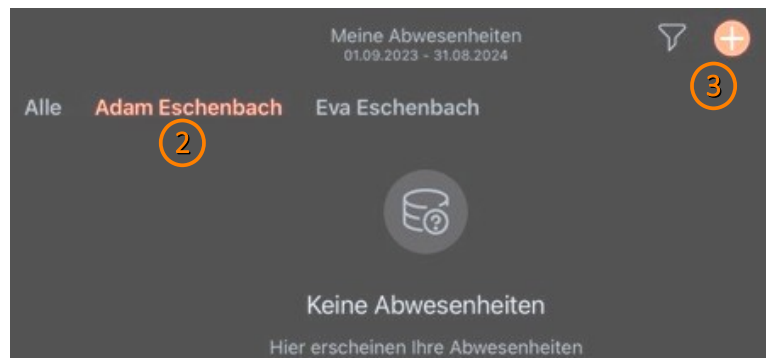 Meine Abwesenheiten
01.09.2023 - 31.08.2024
3
Alle Adam Eschenbach Eva Eschenbach
2
?
Keine Abwesenheiten
Hier erscheinen Ihre Abwesenheiten